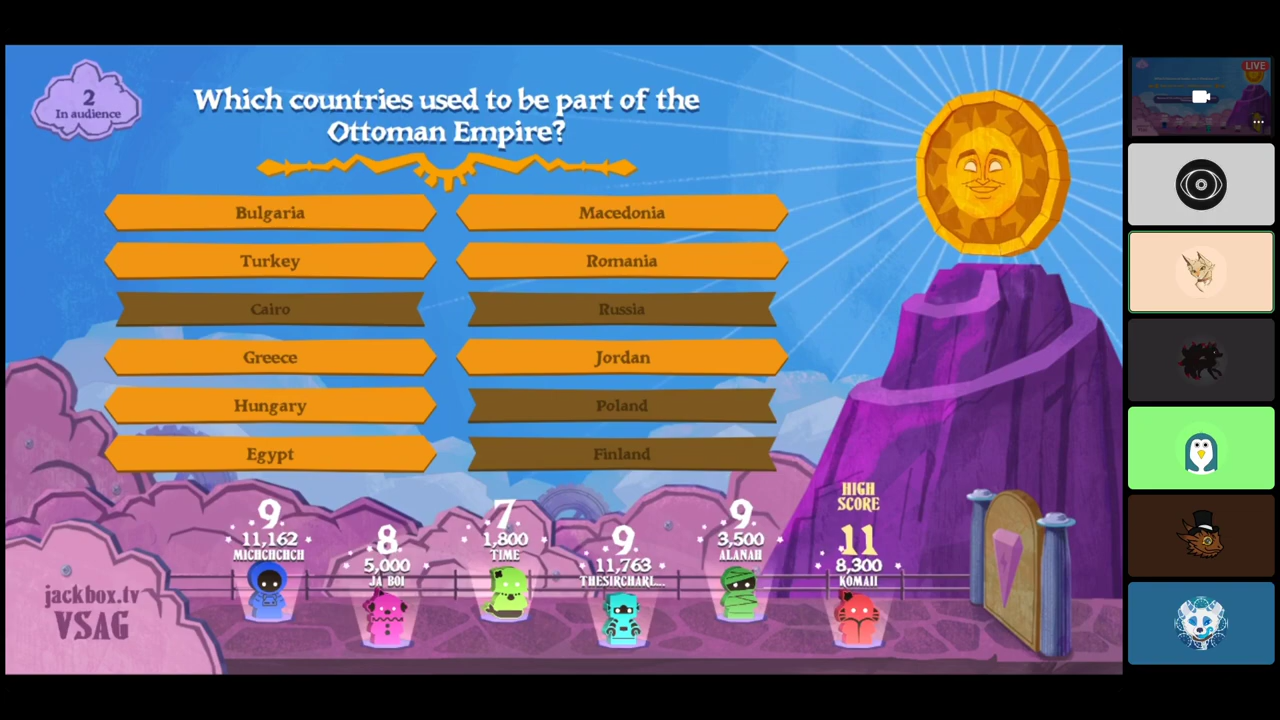 2
In audience
Which countries used to be part of the
Ottoman Empire?
Bulgaria
Macedonia
Turkey
Romania
Cairo
Russia
Greece
Jordan
Hungary
Poland
Egypt
Finland
9
11,162
MICHCHCHCH
8
5,000
JA BOI
7
1,800
TIME
9
11,763
THESIRCHARL...
9
3,500
ALANAH
HIGH
SCORE
11
8,300
KOMAII
jackbox.tv
VSAG
LIVE